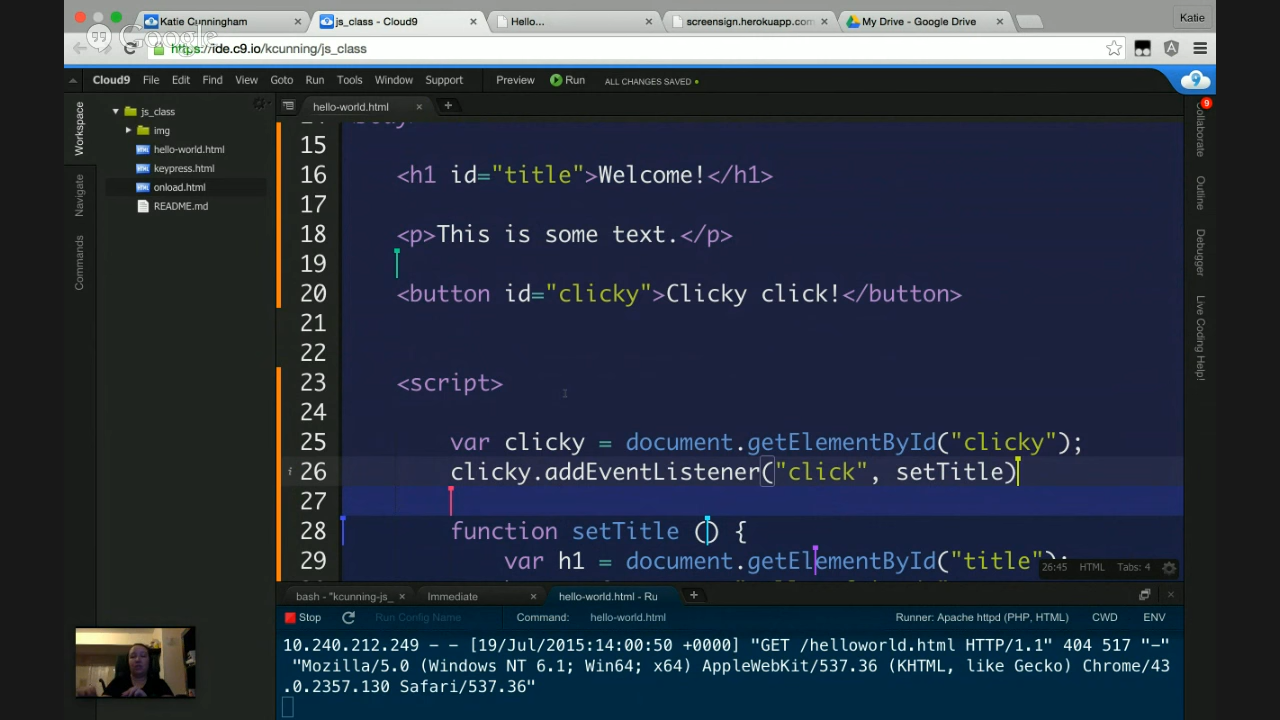 Katie Cunningham
js_class - Cloud9
Hello...
screensign.herokuapp.com
My Drive - Google Drive
Katie
Google
https://ide.c9.io/kcunning/js_class
Cloud9 File Edit Find View Goto Run Tools Window Support Preview Run ALL CHANGES SAVED
Workspace
Navigate
Commands
js_class
img
hello-world.html
keypress.html
onload.html
README.md
hello-world.html
15
16 <h1 id="title">Welcome!</h1>
17
18 <p>This is some text.</p>
19
20 <button id="clicky">Clicky click!</button>
21
22
23 <script>
24
25 var clicky = document.getElementById("clicky");
26 clicky.addEventListener("click", setTitle)
27
28 function setTitle () {
29 var h1 = document.getElementById("title");
26:45 HTML Tabs: 4
9
Collaborate
Outline
Debugger
Live Coding Help!
bash - "kcunning-js_
Immediate
hello-world.html - Ru
Stop Run Config Name Command: hello-world.html Runner: Apache httpd (PHP, HTML) CWD ENV
10.240.212.249 - - [19/Jul/2015:14:00:50 +0000] "GET /helloworld.html HTTP/1.1" 404 517 "-"
"Mozilla/5.0 (Windows NT 6.1; Win64; x64) AppleWebKit/537.36 (KHTML, like Gecko) Chrome/43
.0.2357.130 Safari/537.36"